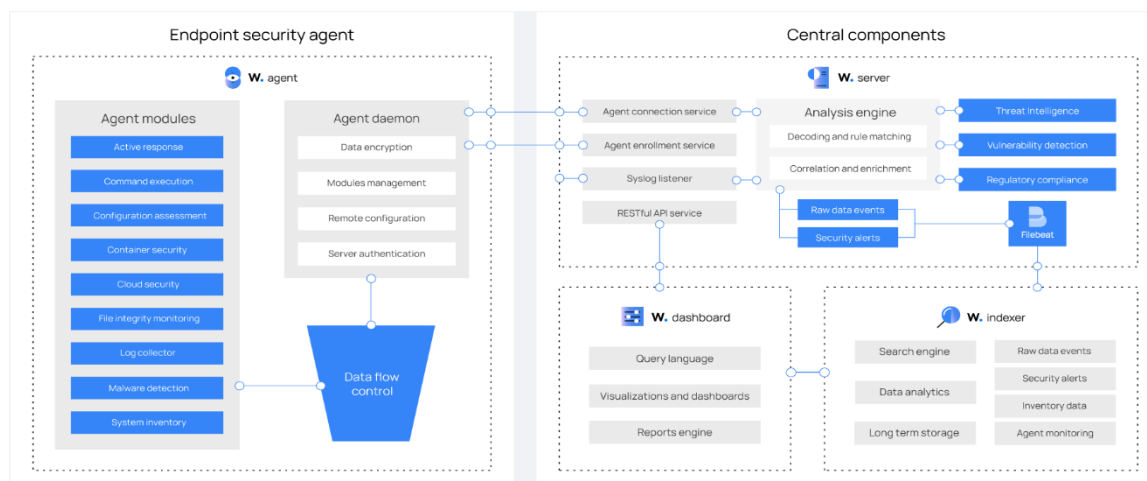 Endpoint security agent
W. agent
Agent modules
Active response
Command execution
Configuration assessment
Container security
Cloud security
File integrity monitoring
Log collector
Malware detection
System inventory
Agent daemon
Data encryption
Modules management
Remote configuration
Server authentication
Data flow
control
Central components
W. server
Agent connection service
Agent enrollment service
Syslog listener
RESTful API service
Analysis engine
Decoding and rule matching
Correlation and enrichment
Threat Intelligence
Vulnerability detection
Regulatory compliance
Raw data events
Security alerts
Filebeat
W. dashboard
Query language
Visualizations and dashboards
Reports engine
W. indexer
Search engine
Data analytics
Long term storage
Raw data events
Security alerts
Inventory data
Agent monitoring